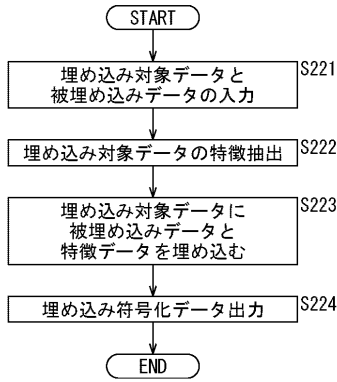 START
埋め込み対象データと
被埋め込みデータの入力
S221
埋め込み対象データの特徴抽出
S222
埋め込み対象データに
被埋め込みデータと
特徴データを埋め込む
S223
埋め込み符号化データ出力
S224
END